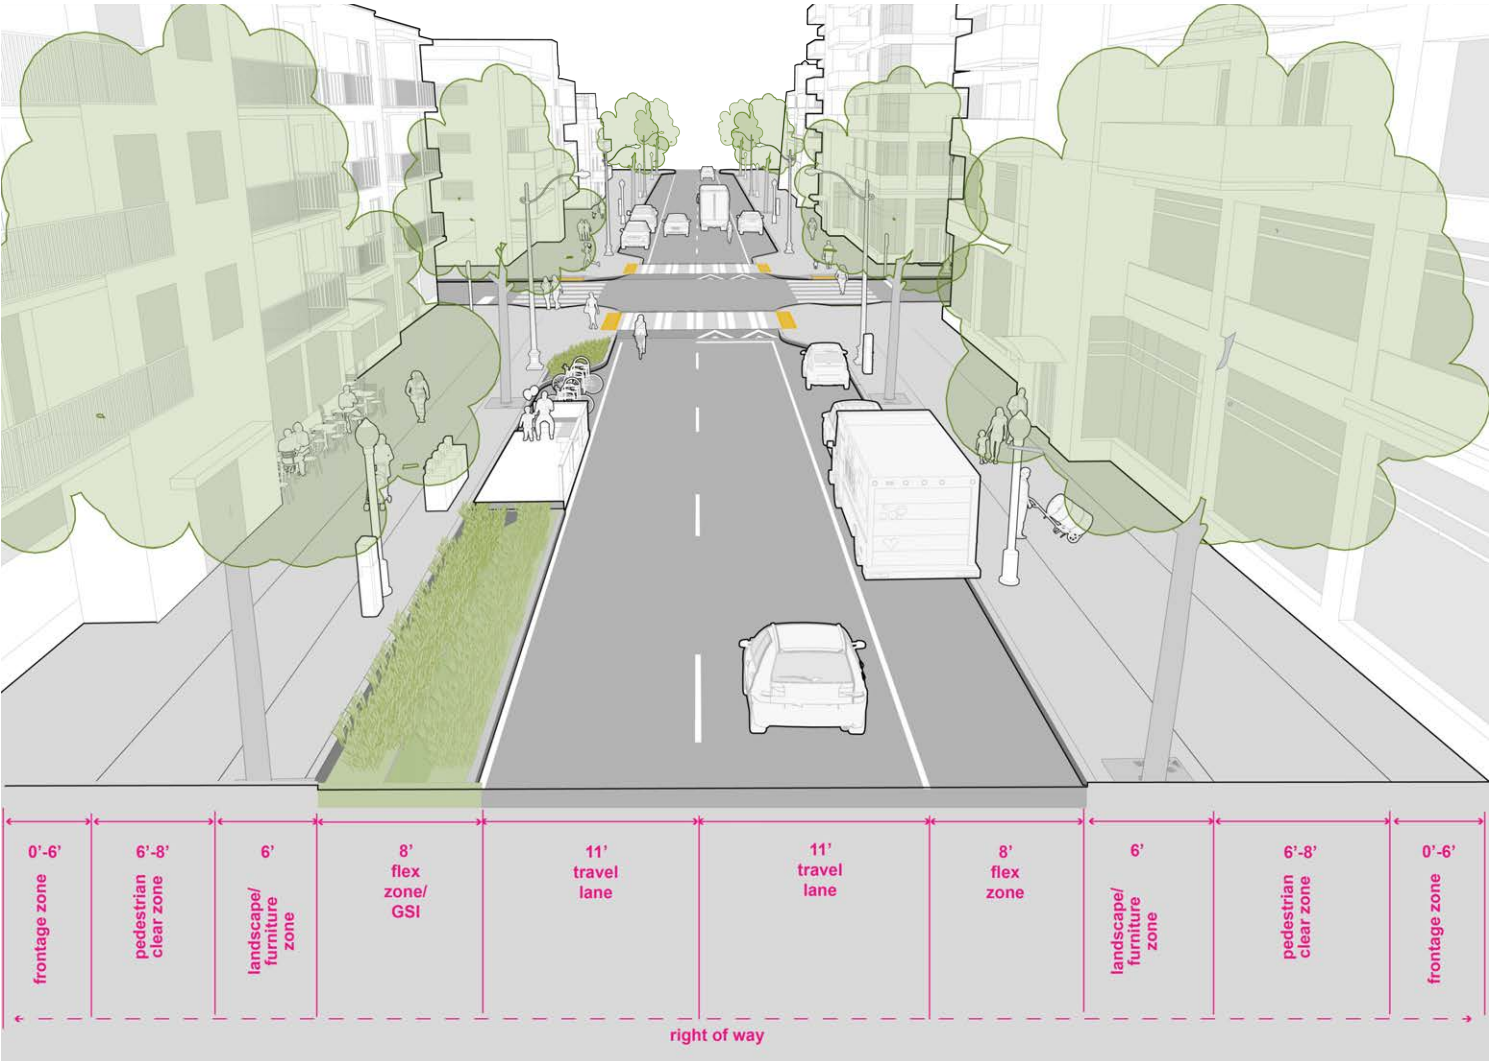 0'-6'
frontage zone
6'-8'
pedestrian
clear zone
6'
landscape/
furniture
zone
8'
flex
zone/
GSI
11'
travel
lane
11'
travel
lane
8'
flex
zone
6'
landscape/
furniture
zone
6'-8'
pedestrian
clear zone
0'-6'
frontage zone
right of way